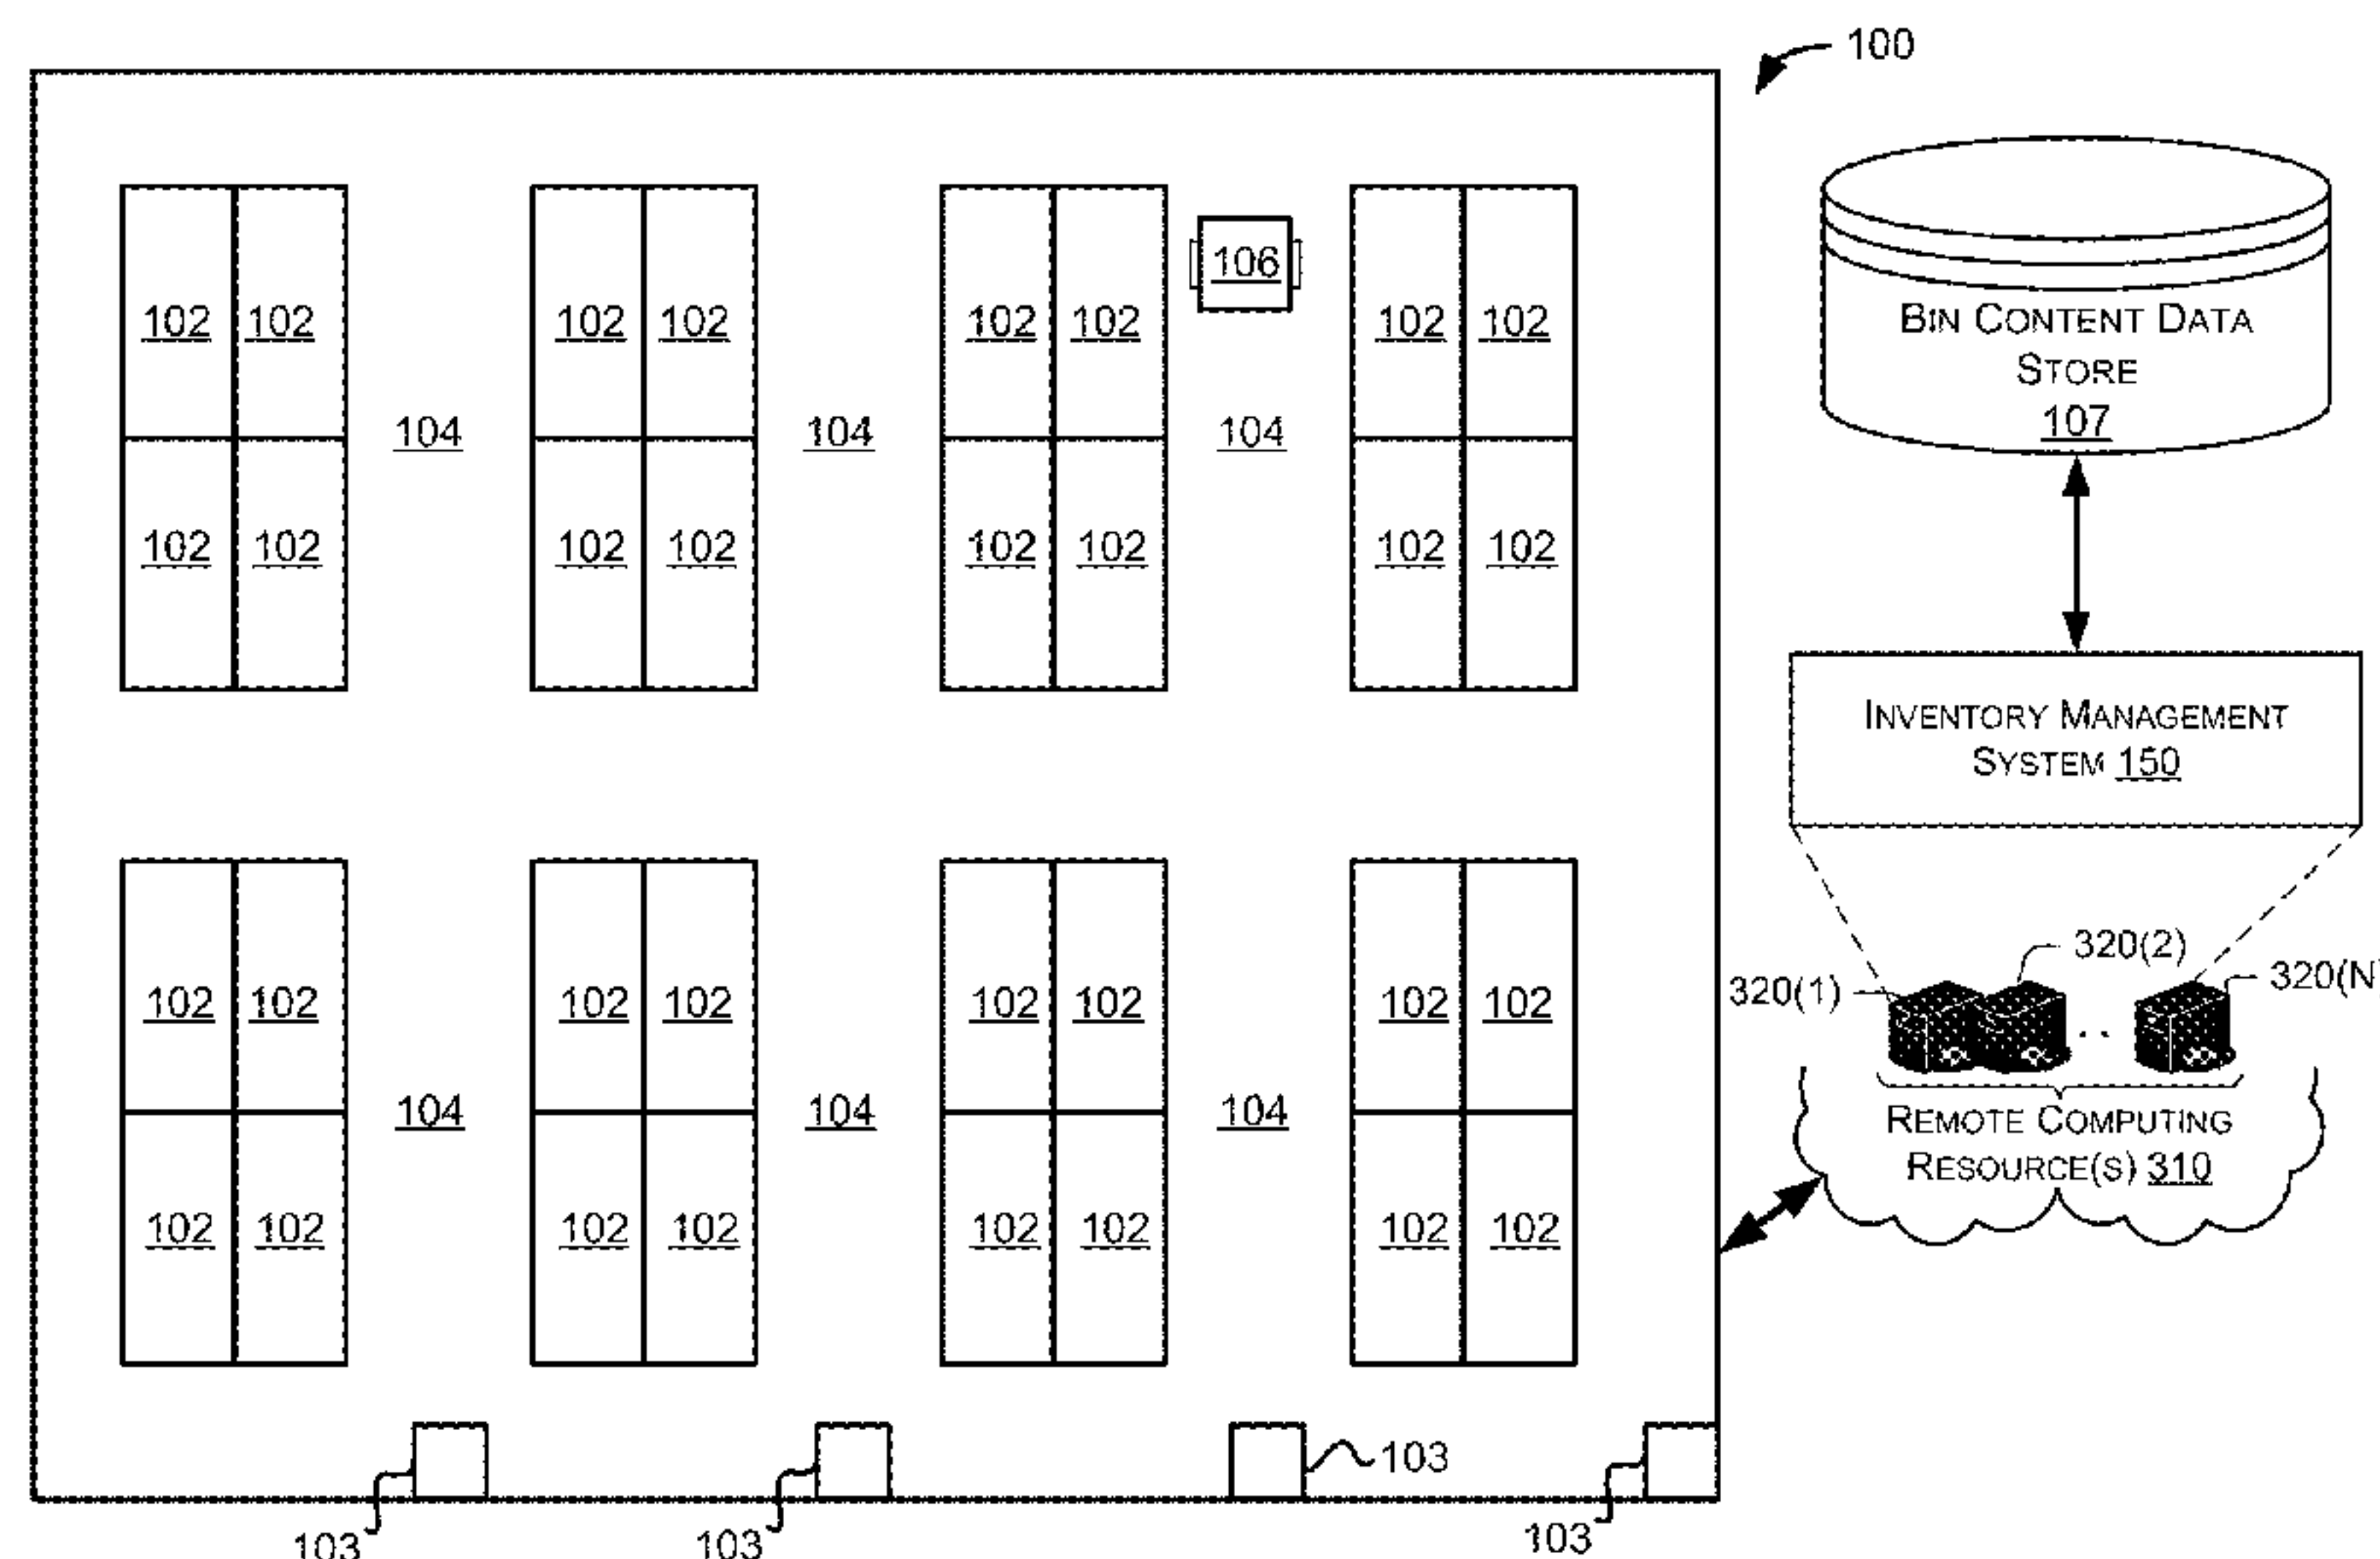 100
102 102 102 102 102 102 106 102 102
104 104 104
102 102 102 102 102 102 102 102
102 102 102 102 102 102 102 102
104 104 104
102 102 102 102 102 102 102 102
103
103 103 103
BIN CONTENT DATA
STORE
107
INVENTORY MANAGEMENT
SYSTEM 150
320(1) 320(2) .. 320(N
REMOTE COMPUTING
RESOURCE(S) 310